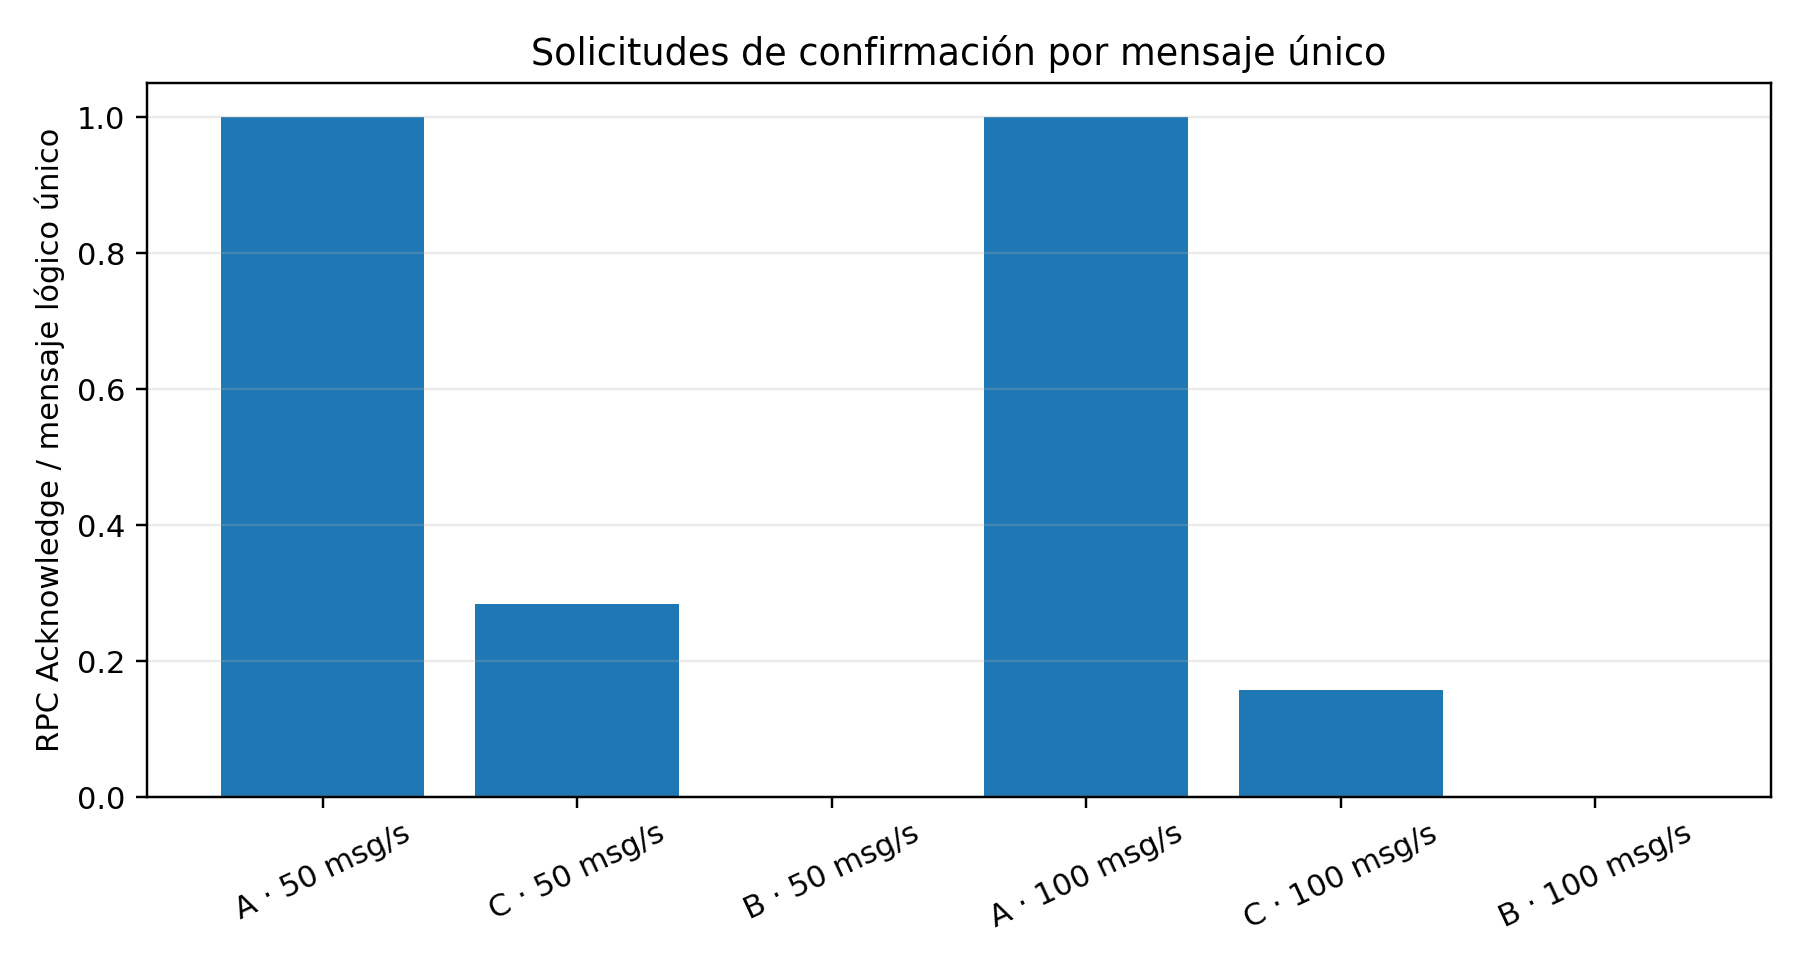 Solicitudes de confirmación por mensaje único
RPC Acknowledge / mensaje lógico único
1.0
0.8
0.6
0.4
0.2
0.0
A · 50 msg/s
C · 50 msg/s
B · 50 msg/s
A · 100 msg/s
C · 100 msg/s
B · 100 msg/s